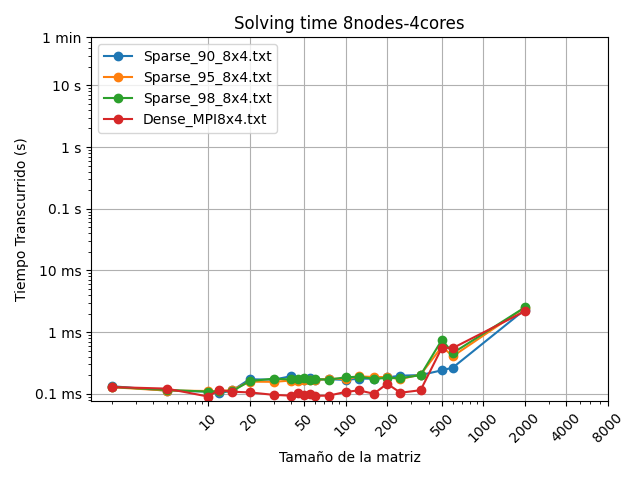 Solving time 8nodes-4cores
1 min
10 s
1 s
0.1 s
10 ms
1 ms
0.1 ms
Tiempo Transcurrido (s)
Sparse_90_8x4.txt
Sparse_95_8x4.txt
Sparse_98_8x4.txt
Dense_MPI8x4.txt
10
20
50
100
200
500
1000
2000
4000
8000
Tamaño de la matriz